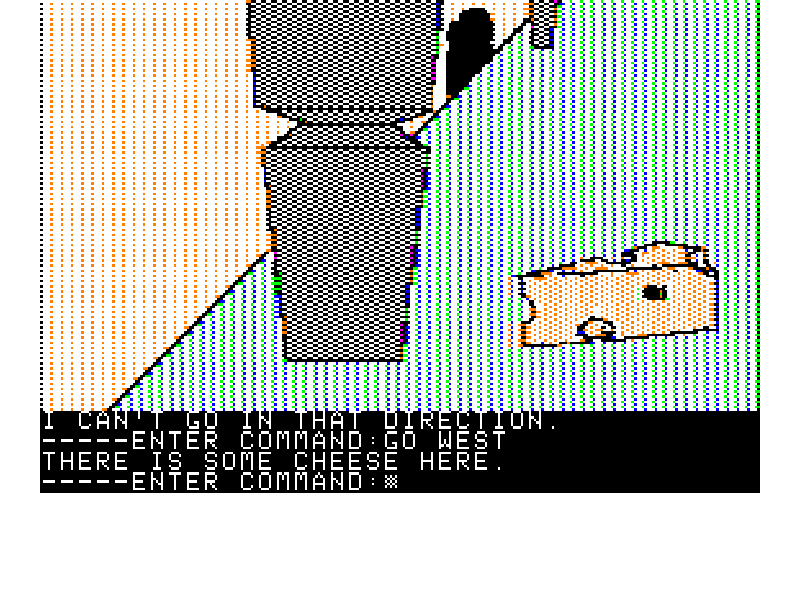 I CAN'T GO IN THAT DIRECTION.
-----ENTER COMMAND:GO WEST
THERE IS SOME CHEESE HERE.
-----ENTER COMMAND: